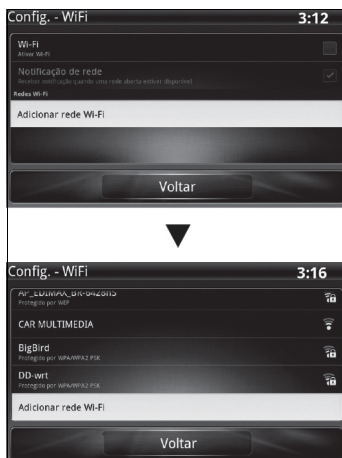 Config. - WiFi 3:12
Wi-Fi
Ativar Wi-Fi
Notificação de rede
Receber notificação quando uma rede aberta estiver disponível
Redes Wi-Fi
Adicionar rede Wi-Fi
Voltar
Config. - WiFi 3:16
AP_EDIMAX_BR-6428nS
Protegido por WEP
CAR MULTIMEDIA
BigBird
Protegido por WPA/WPA2 PSK
DD-wrt
Protegido por WPA/WPA2 PSK
Adicionar rede Wi-Fi
Voltar